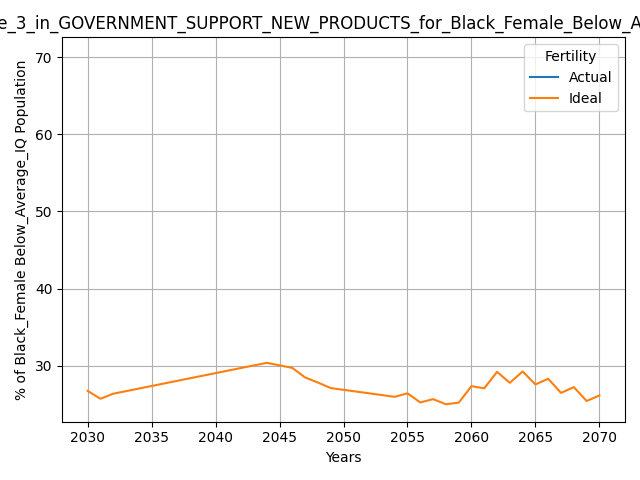 e_3_in_GOVERNMENT_SUPPORT_NEW_PRODUCTS_for_Black_Female_Below_A
Fertility
Actual
Ideal
% of Black_Female Below_Average_IQ Population
70
60
50
40
30
2030 2035 2040 2045 2050 2055 2060 2065 2070
Years